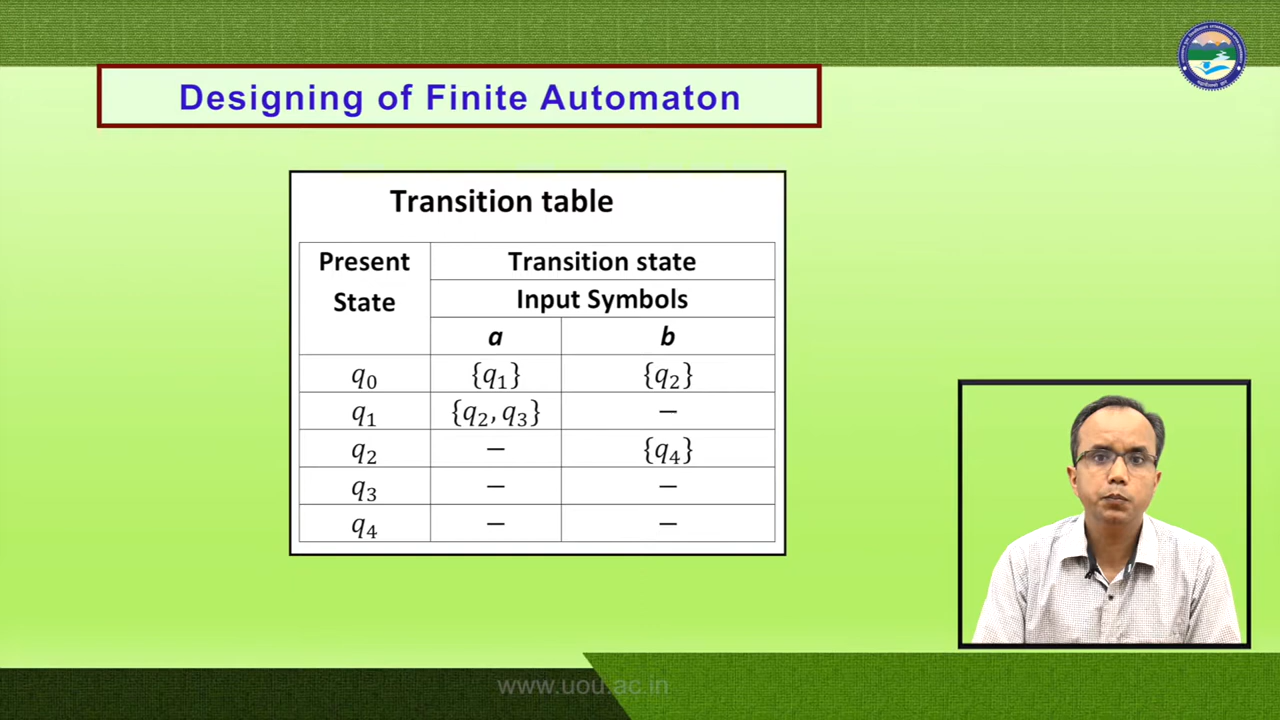 Designing of Finite Automaton
Transition table
Present State Transition state
Input Symbols
a b
q₀ {q₁} {q₂}
q₁ {q₂, q₃} –
q₂ – {q₄}
q₃ – –
q₄ – –
www.uou.ac.in